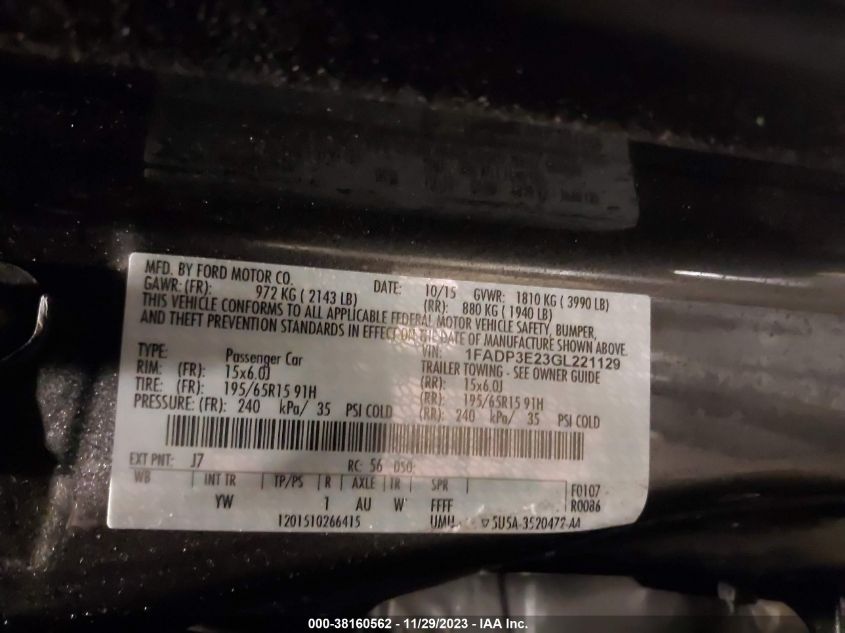 MFD. BY FORD MOTOR CO.
DATE: 10/15 GVWR: 1810 KG ( 3990 LB)
GAWR: (FR): 972 KG ( 2143 LB) (RR): 880 KG ( 1940 LB)
THIS VEHICLE CONFORMS TO ALL APPLICABLE FEDERAL MOTOR VEHICLE SAFETY, BUMPER,
AND THEFT PREVENTION STANDARDS IN EFFECT ON THE DATE OF MANUFACTURE SHOWN ABOVE.
VIN: 1FADP3E23GL221129
TYPE: Passenger Car TRAILER TOWING - SEE OWNER GUIDE
RIM: (FR): 15x6.0J (RR): 15x6.0J
TIRE: (FR): 195/65R15 91H (RR): 195/65R15 91H
PRESSURE: (FR): 240 kPa/ 35 PSI COLD (RR): 240 kPa/ 35 PSI COLD
EXT PNT: J7 RC: 56 DSO:
WB INT TR TP/PS R AXLE TR SPR F0107
YW 1 AU W FFFF R0086
1201510266415 ▽5U5A-3520472-AA
000-38160562 - 11/29/2023 - IAA Inc.